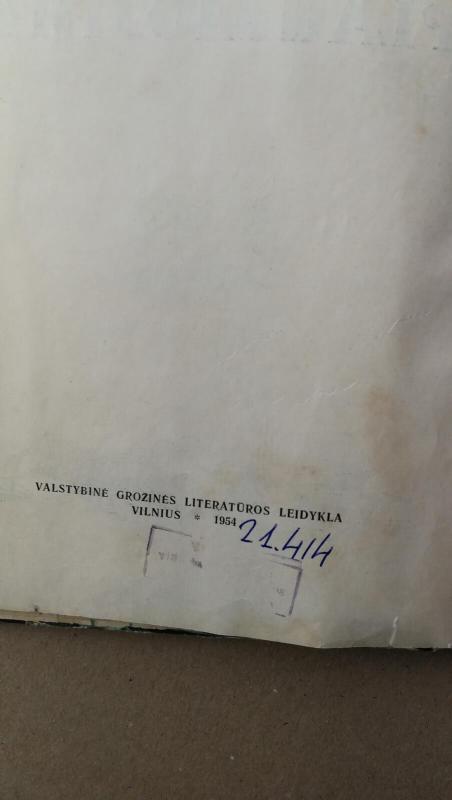 VALSTYBINĖ GROŽINĖS LITERATŪROS LEIDYKLA
VILNIUS * 1954
21.414